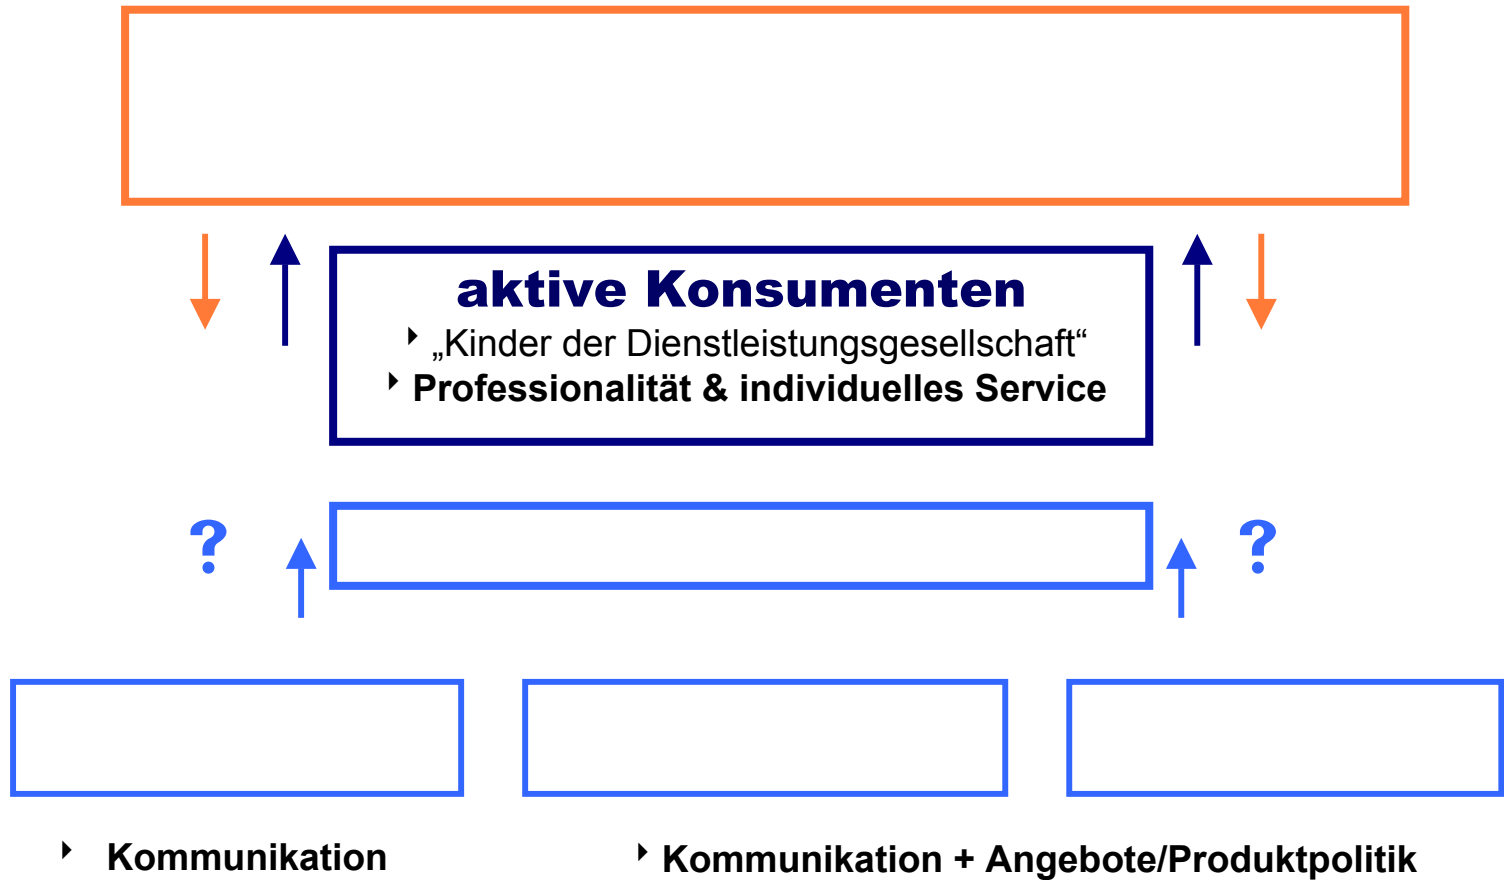 aktive Konsumenten
‣ „Kinder der Dienstleistungsgesellschaft“
‣ Professionalität & individuelles Service
? ?
‣ Kommunikation
‣ Kommunikation + Angebote/Produktpolitik